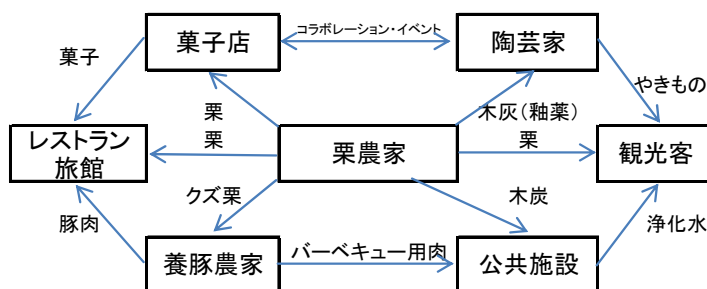 菓子店
コラボレーション・イベント
陶芸家
菓子
やきもの
栗
木灰(釉薬)
レストラン
旅館
栗
栗農家
栗
観光客
クズ栗
木炭
豚肉
浄化水
養豚農家
バーベキュー用肉
公共施設